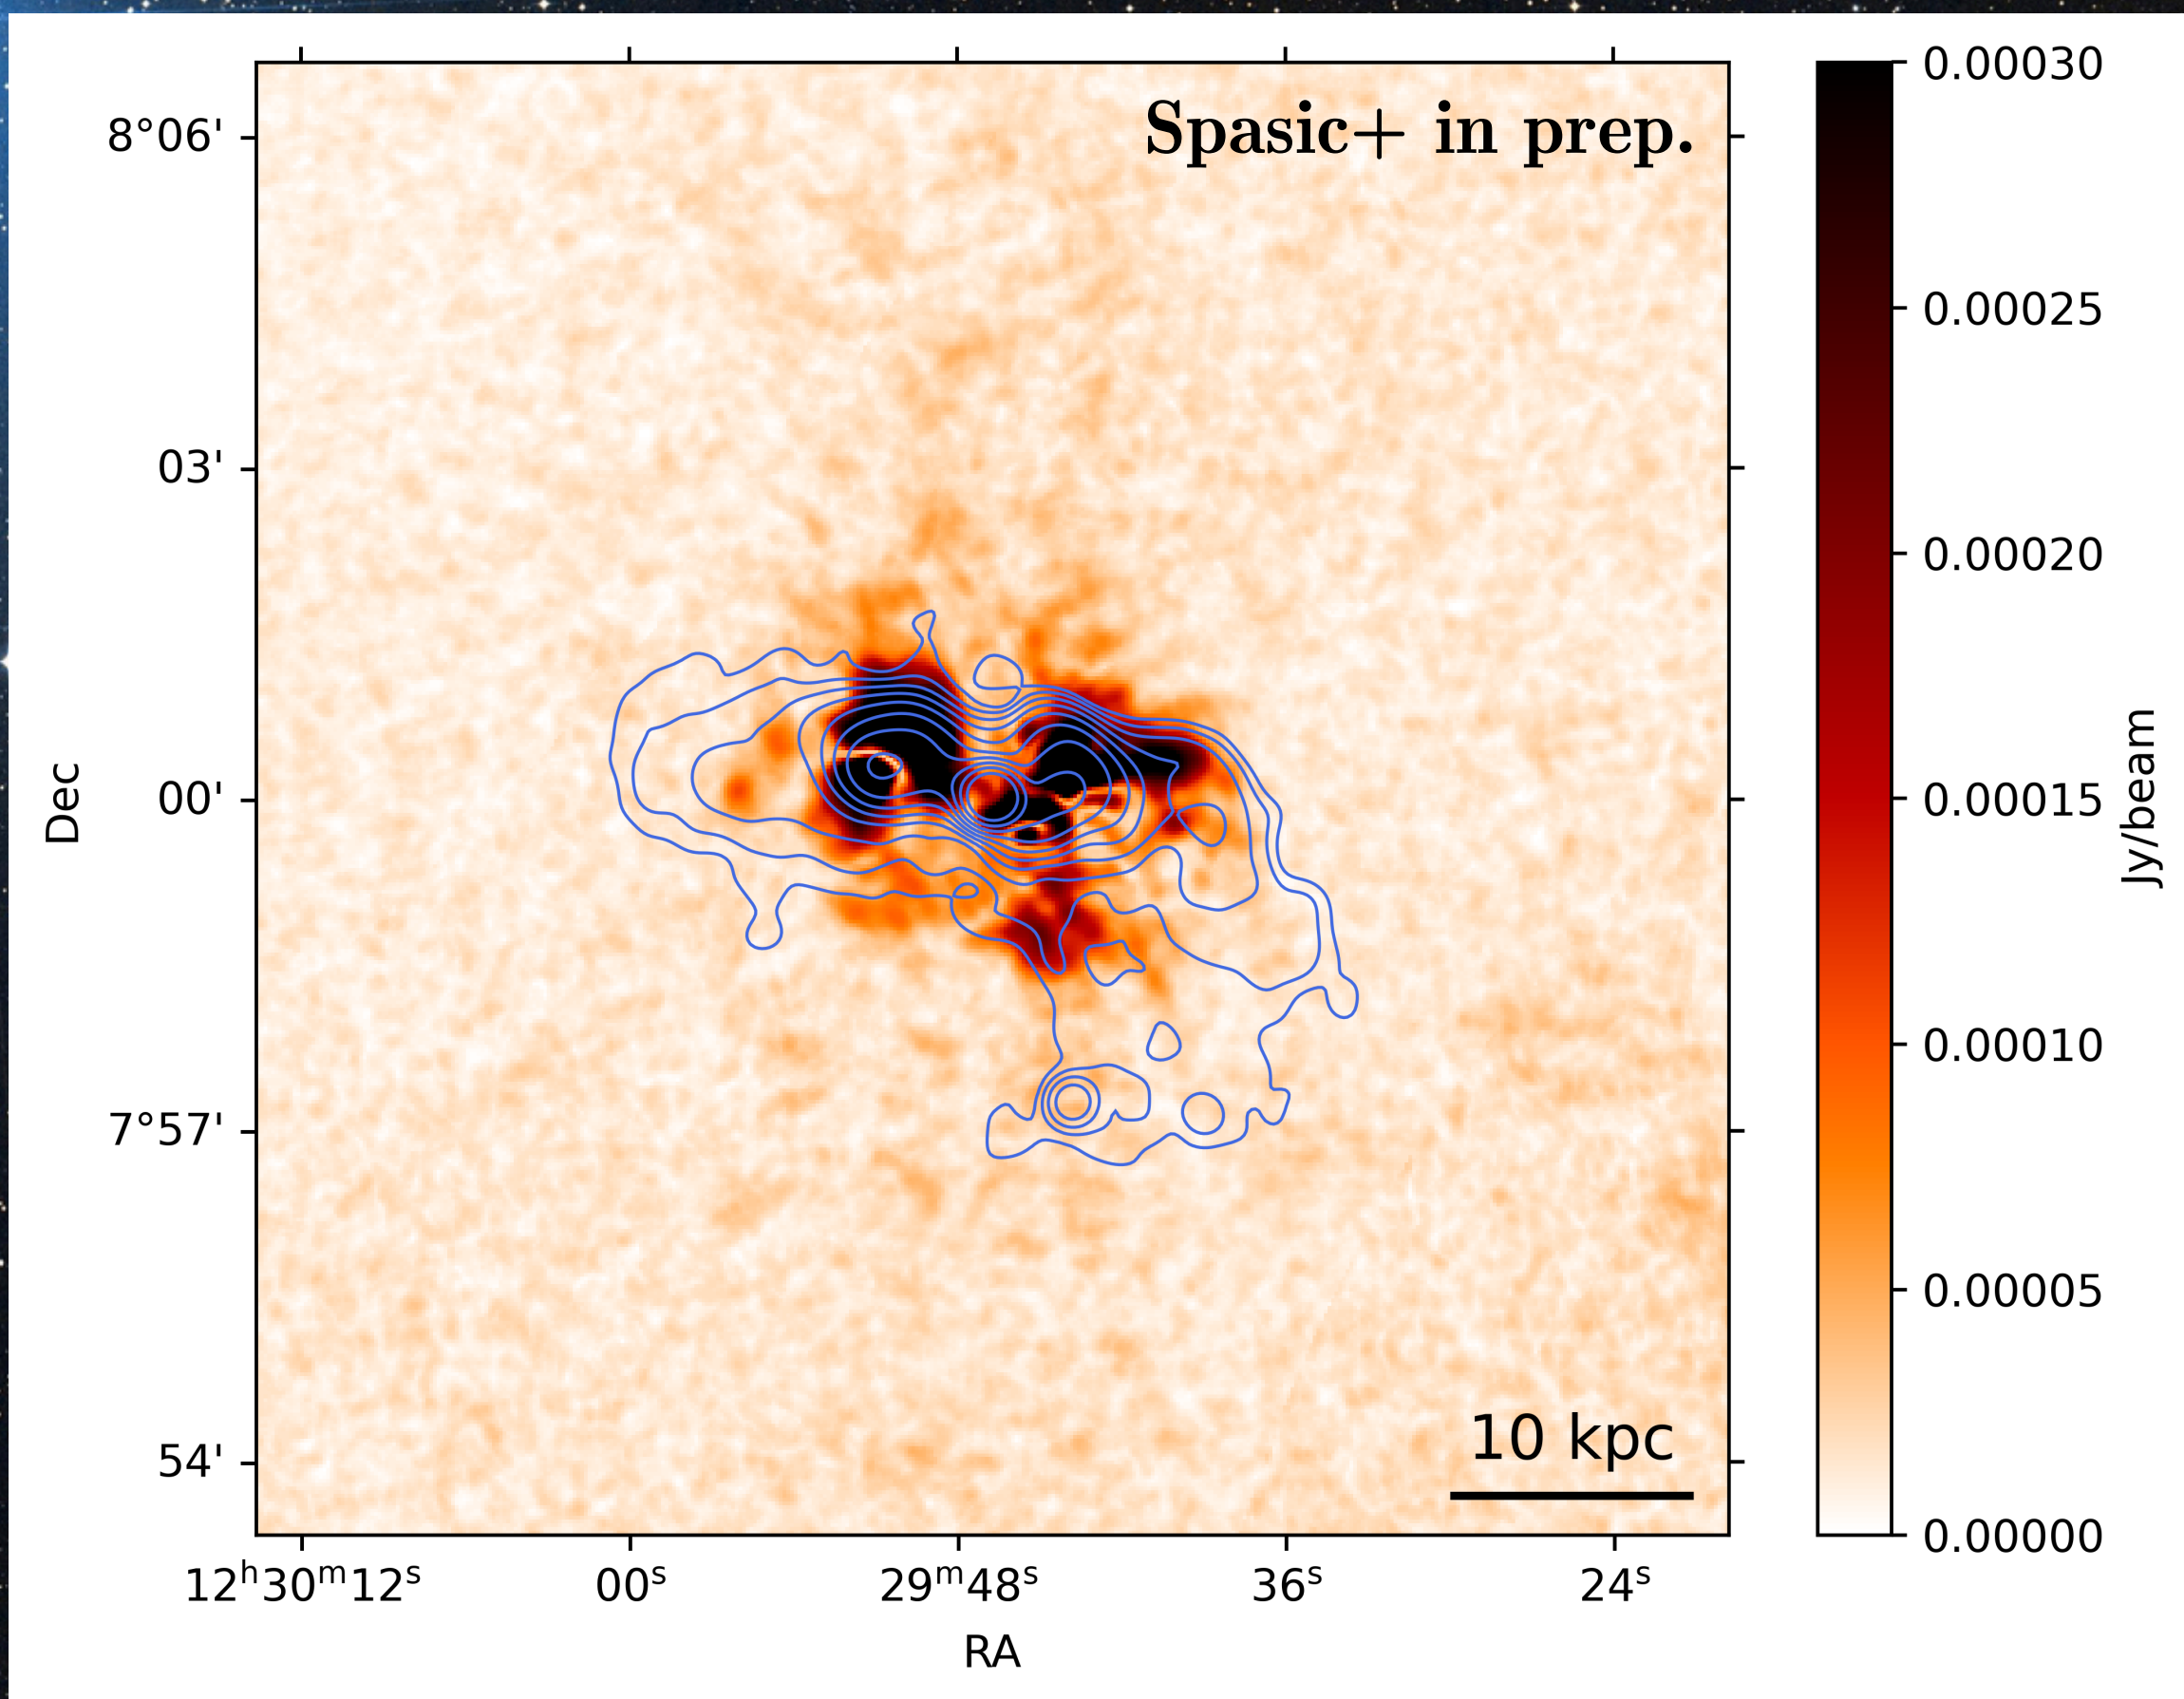 Spasic+ in prep.
8°06'
03'
00'
7°57'
54'
Dec
10 kpc
12ʰ30ᵐ12ˢ
00ˢ
29ᵐ48ˢ
36ˢ
24ˢ
RA
0.00030
0.00025
0.00020
0.00015
0.00010
0.00005
0.00000
Jy/beam